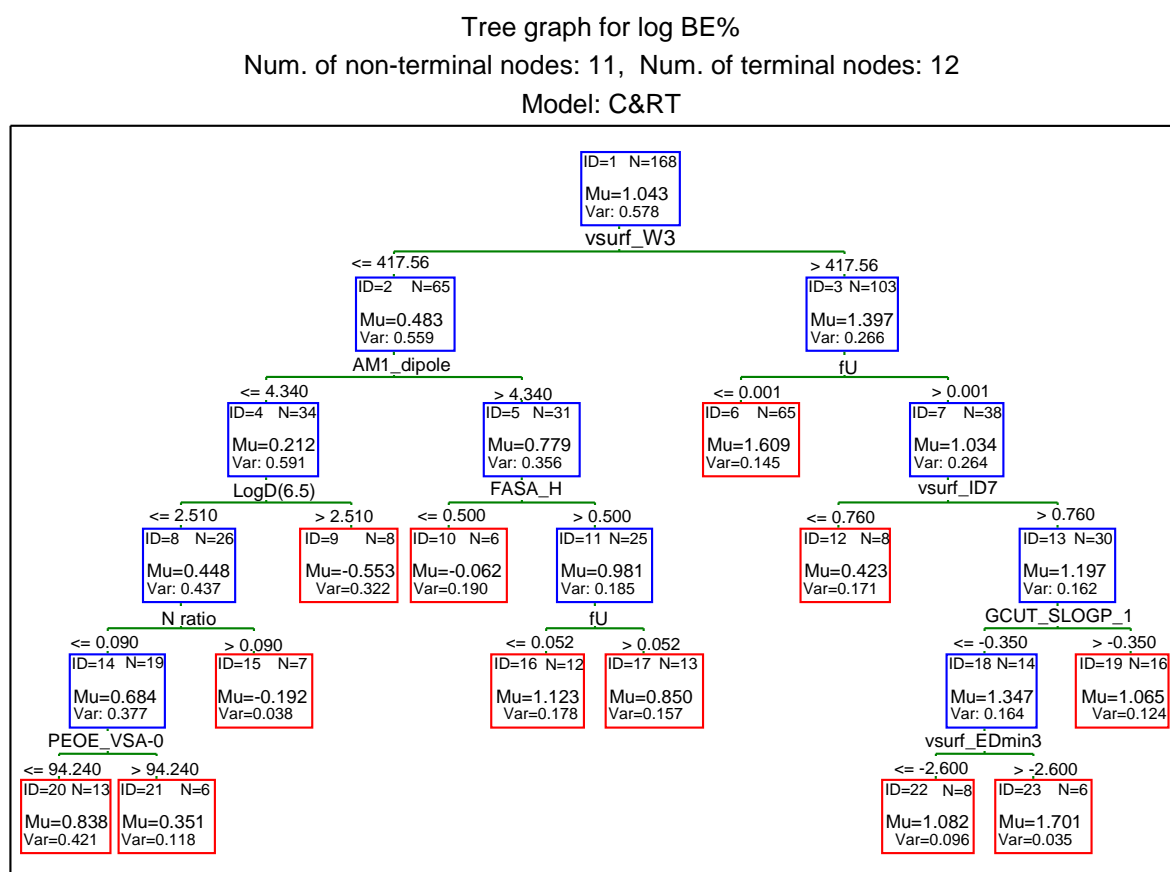 Tree graph for log BE%
Num. of non-terminal nodes: 11,  Num. of terminal nodes: 12
Model: C&RT
ID=1 N=168
Mu=1.043
Var: 0.578
vsurf_W3
<= 417.56
> 417.56
ID=2 N=65
Mu=0.483
Var: 0.559
ID=3 N=103
Mu=1.397
Var: 0.266
AM1_dipole
fU
<= 4.340
> 4.340
<= 0.001
> 0.001
ID=4 N=34
Mu=0.212
Var: 0.591
ID=5 N=31
Mu=0.779
Var: 0.356
ID=6 N=65
Mu=1.609
Var=0.145
ID=7 N=38
Mu=1.034
Var: 0.264
LogD(6.5)
FASA_H
vsurf_ID7
<= 2.510
> 2.510
<= 0.500
> 0.500
<= 0.760
> 0.760
ID=8 N=26
Mu=0.448
Var: 0.437
ID=9 N=8
Mu=-0.553
Var=0.322
ID=10 N=6
Mu=-0.062
Var=0.190
ID=11 N=25
Mu=0.981
Var: 0.185
ID=12 N=8
Mu=0.423
Var=0.171
ID=13 N=30
Mu=1.197
Var: 0.162
N ratio
fU
GCUT_SLOGP_1
<= 0.090
> 0.090
<= 0.052
> 0.052
<= -0.350
> -0.350
ID=14 N=19
Mu=0.684
Var: 0.377
ID=15 N=7
Mu=-0.192
Var=0.038
ID=16 N=12
Mu=1.123
Var=0.178
ID=17 N=13
Mu=0.850
Var=0.157
ID=18 N=14
Mu=1.347
Var: 0.164
ID=19 N=16
Mu=1.065
Var=0.124
PEOE_VSA-0
vsurf_EDmin3
<= 94.240
> 94.240
<= -2.600
> -2.600
ID=20 N=13
Mu=0.838
Var=0.421
ID=21 N=6
Mu=0.351
Var=0.118
ID=22 N=8
Mu=1.082
Var=0.096
ID=23 N=6
Mu=1.701
Var=0.035